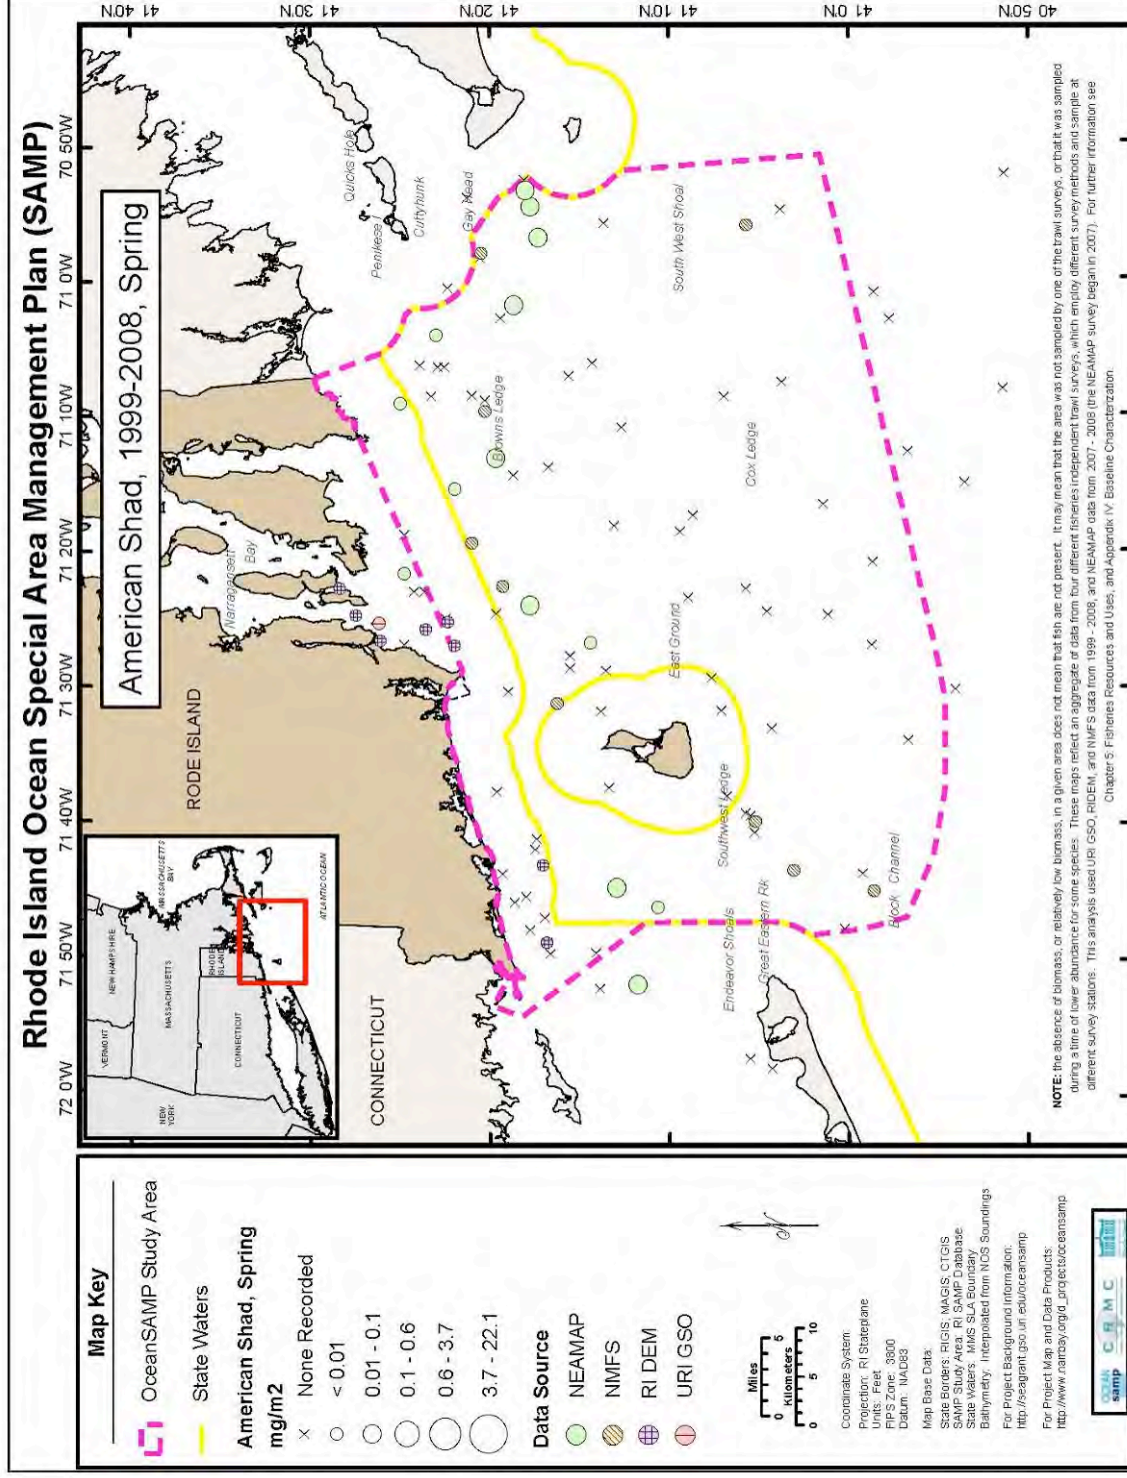 Rhode Island Ocean Special Area Management Plan (SAMP)
72 0'W
71 50'W
71 40'W
71 30'W
71 20'W
71 10'W
71 0'W
70 50'W
41 40'N
41 30'N
41 20'N
41 10'N
41 0'N
40 50'N
American Shad, 1999-2008, Spring
VERMONT
NEW HAMPSHIRE
MASSACHUSETTS
BAY
MASSACHUSETTS
NEW
YORK
CONNECTICUT
RHODE
ISLAND
ATLANTIC OCEAN
RODE ISLAND
CONNECTICUT
Narragansett
Bay
Quicks Hole
Penikese
Cuttyhunk
Gay Head
Browns Ledge
South West Shoal
Cox Ledge
East Ground
Southwest Ledge
Endeavor Shoals
Great Eastern Rk
Block Channel
NOTE: the absence of biomass, or relatively low biomass, in a given area does not mean that fish are not present. It may mean that the area was not sampled by one of the trawl surveys, or that it was sampled
during a time of lower abundance for some species. These maps reflect an aggregate of data from four different fisheries independent trawl surveys, which employ different survey methods and sample at
different survey stations. This analysis used URI GSO, RIDEM, and NMFS data from 1999 - 2008, and NEAMAP data from 2007 - 2008 (the NEAMAP survey began in 2007). For further information see
Chapter 5: Fisheries Resources and Uses, and Appendix IV. Baseline Characterization.
Map Key
OceanSAMP Study Area
State Waters
American Shad, Spring
mg/m2
None Recorded
< 0.01
0.01 - 0.1
0.1 - 0.6
0.6 - 3.7
3.7 - 22.1
Data Source
NEAMAP
NMFS
RI DEM
URI GSO
Miles
0 5
Kilometers
0 5 10
N
Coordinate System:
Projection: RI Stateplane
Units: Feet
FIPS Zone: 3800
Datum: NAD83
Map Base Data:
State Borders: RIGIS, MAGIS, CTGIS
SAMP Study Area: RI SAMP Database
State Waters: MMS SLA Boundary
Bathymetry: Interpolated from NOS Soundings
For Project Background Information:
http://seagrant.gso.uri.edu/oceansamp
For Project Map and Data Products:
http://www.narrbay.org/d_projects/oceansamp
OCEAN
samp
C R M C